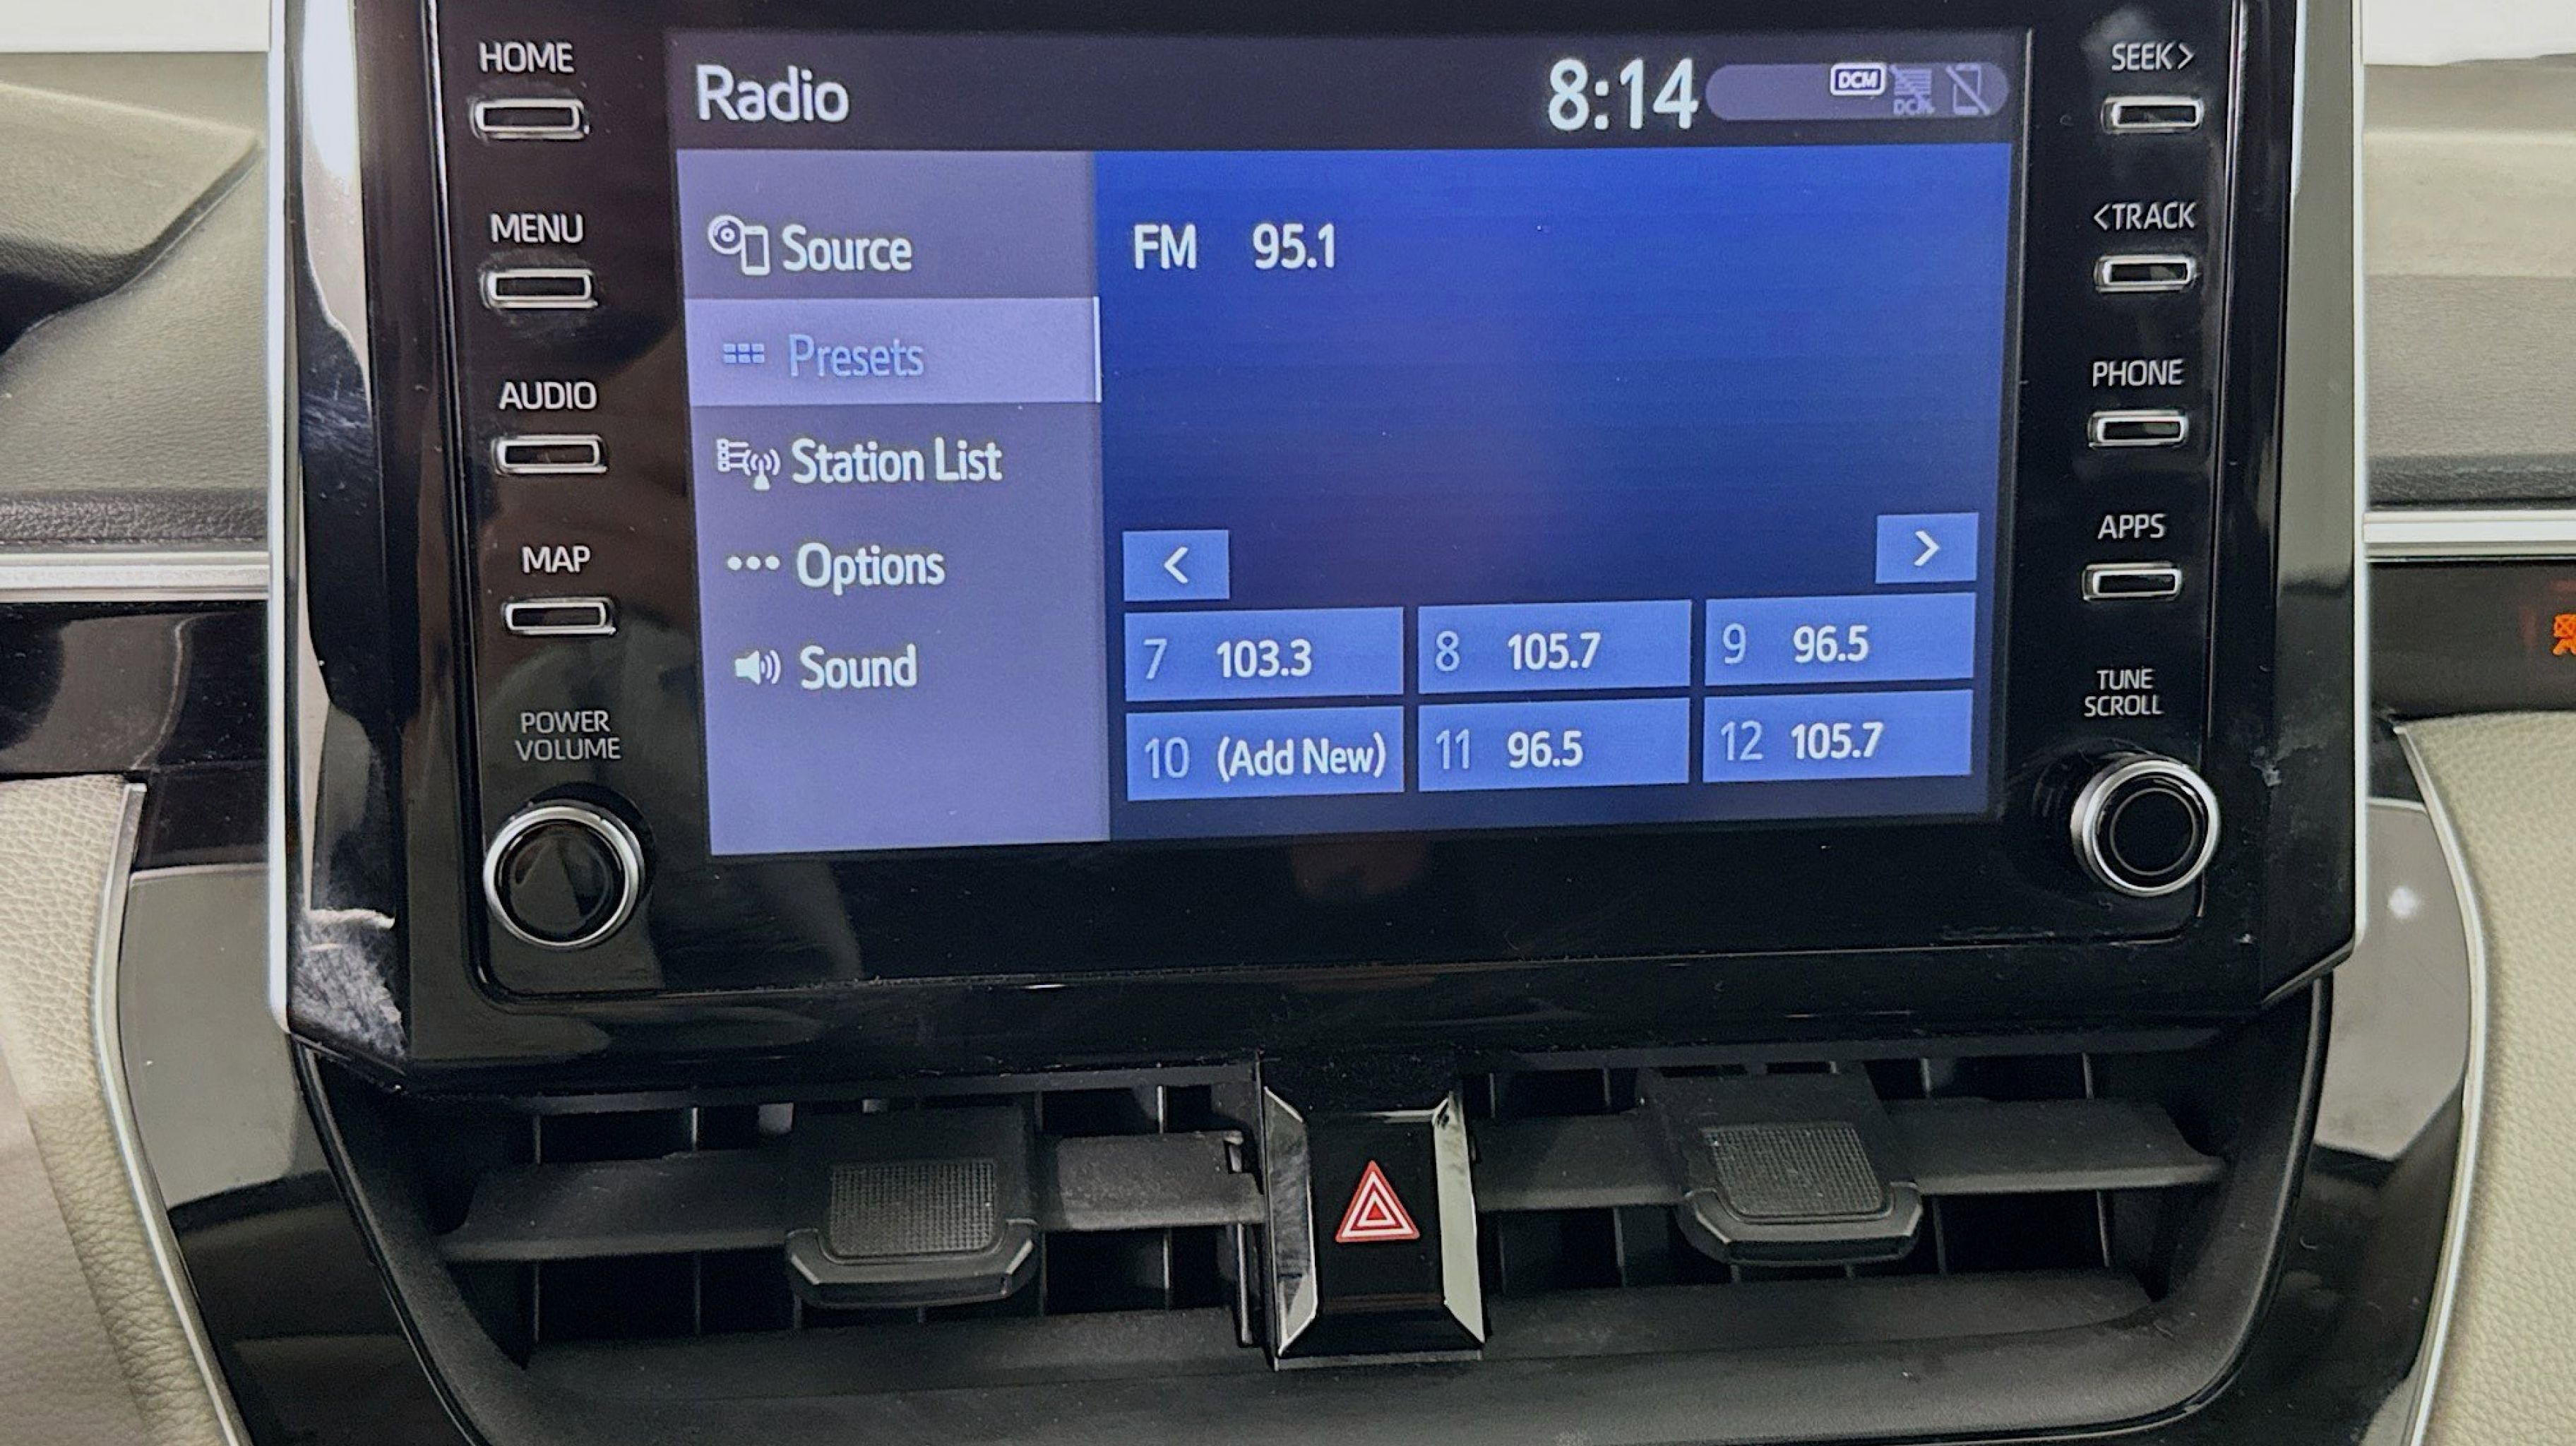 HOME
MENU
AUDIO
MAP
POWER
VOLUME
Radio
8:14
DCM
DCM
Source
Presets
Station List
Options
Sound
FM 95.1
<
>
7 103.3
8 105.7
9 96.5
10 (Add New)
11 96.5
12 105.7
SEEK>
<TRACK
PHONE
APPS
TUNE
SCROLL